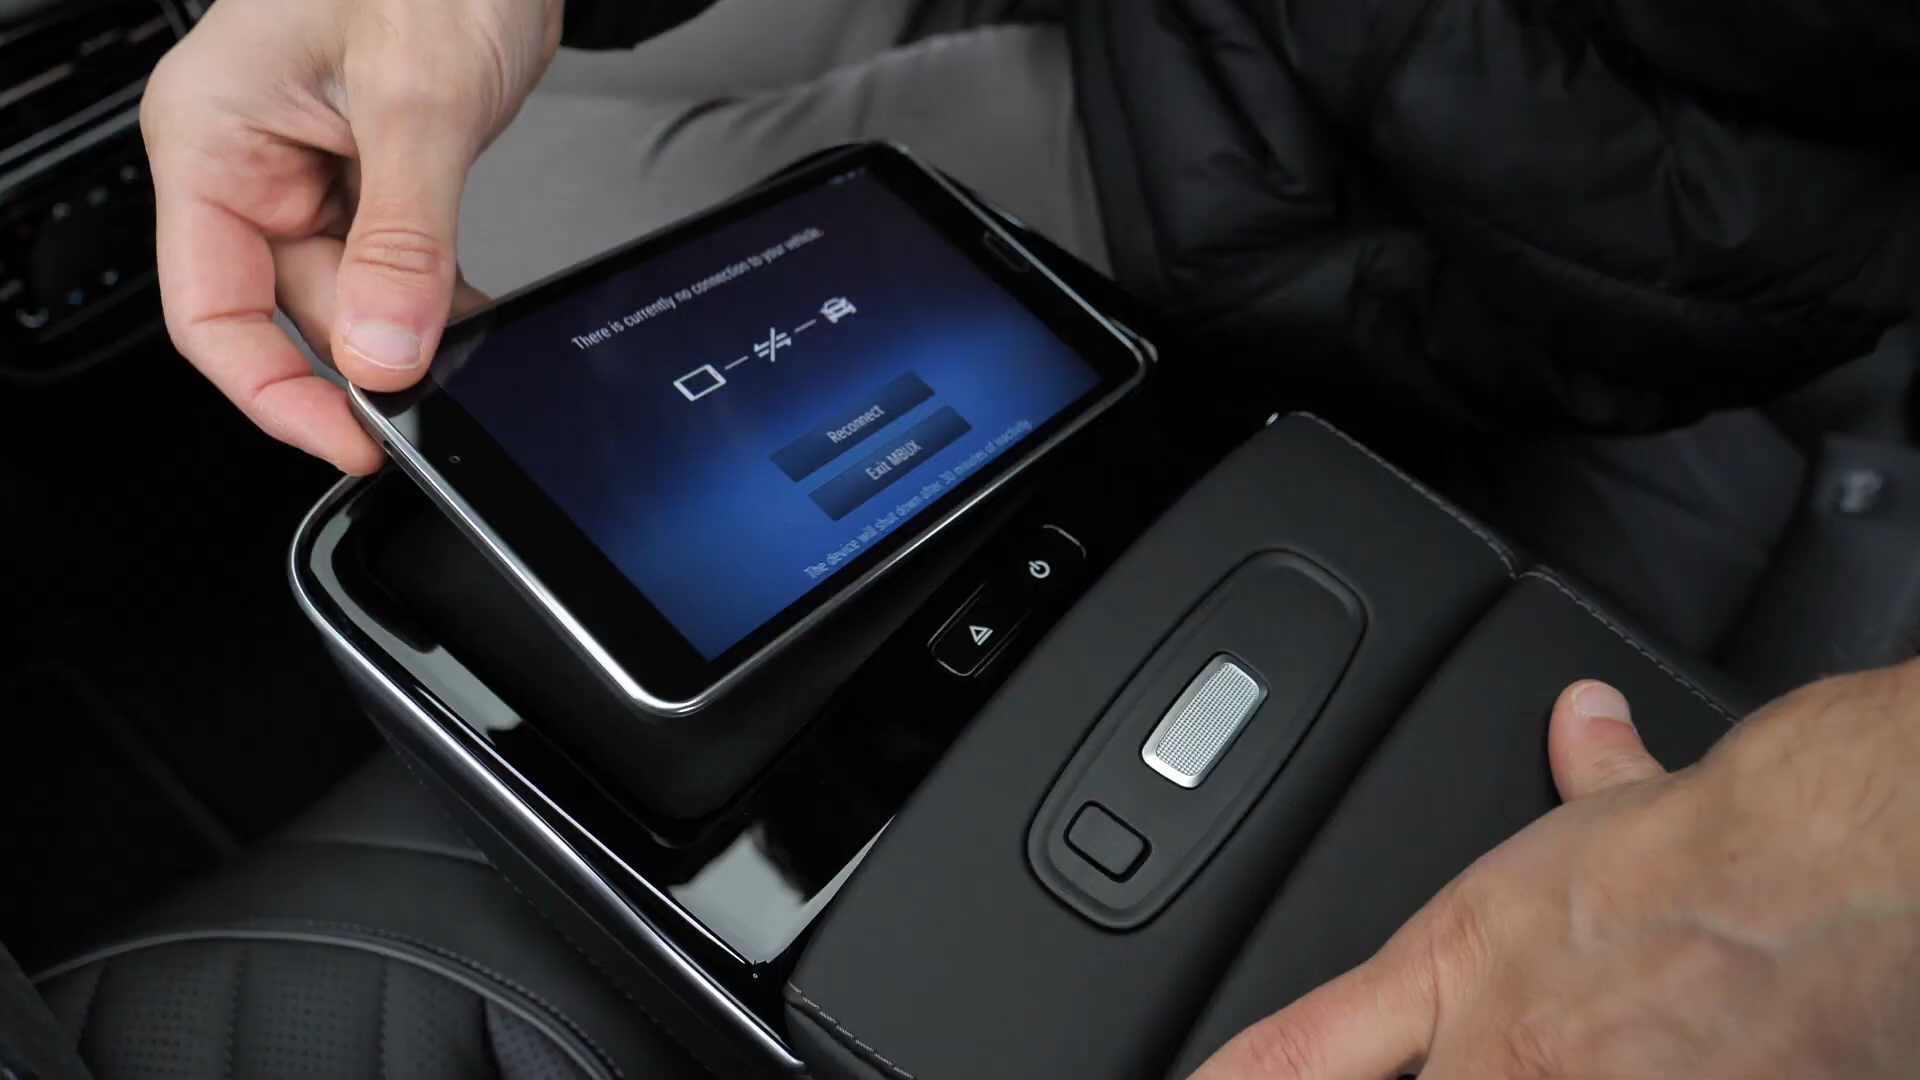 There is currently no connection to your vehicle.
Reconnect
Exit MBUX
The device will shut down after 30 minutes of inactivity.